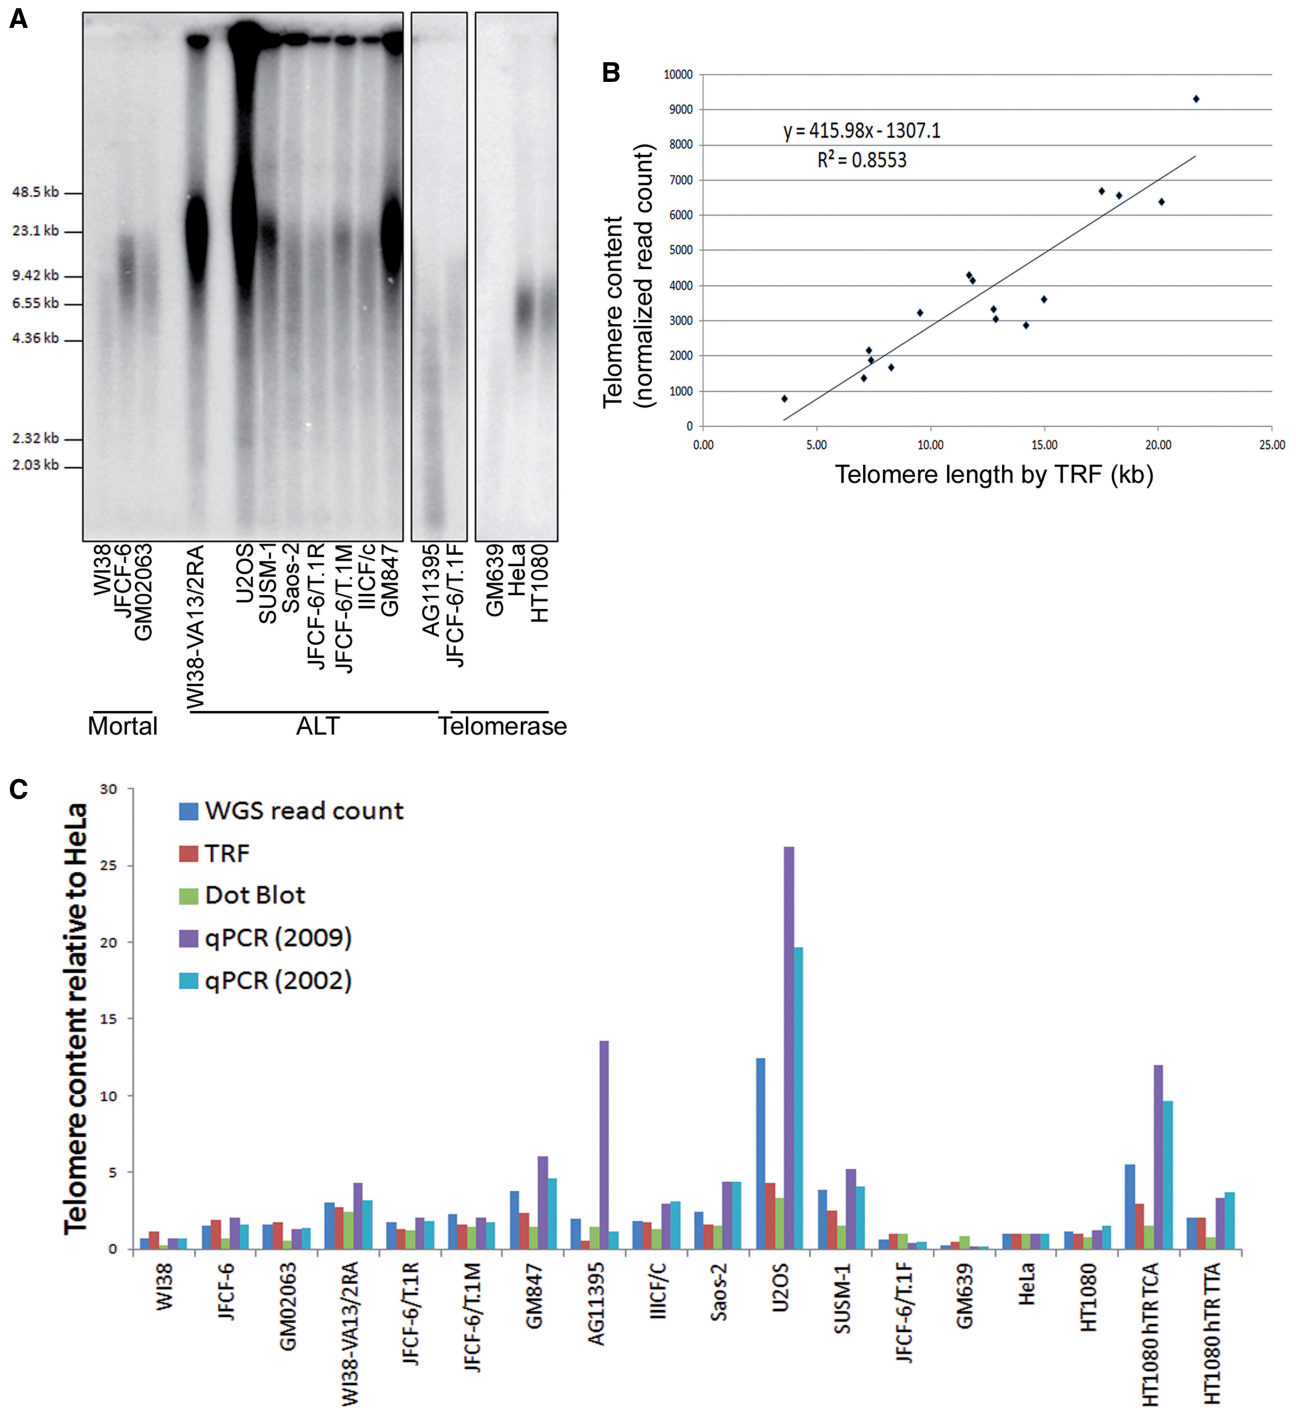 A
48.5 kb
23.1 kb
9.42 kb
6.55 kb
4.36 kb
2.32 kb
2.03 kb
WI38
JFCF-6
GM02063
WI38-VA13/2RA
U2OS
SUSM-1
Saos-2
JFCF-6/T.1R
JFCF-6/T.1M
IIICF/c
GM847
AG11395
JFCF-6/T.1F
GM639
HeLa
HT1080
Mortal
ALT
Telomerase
B
Telomere content
(normalized read count)
10000
9000
8000
7000
6000
5000
4000
3000
2000
1000
0
y = 415.98x - 1307.1
R² = 0.8553
0.00
5.00
10.00
15.00
20.00
25.00
Telomere length by TRF (kb)
C
Telomere content relative to HeLa
30
25
20
15
10
5
0
WGS read count
TRF
Dot Blot
qPCR (2009)
qPCR (2002)
WI38
JFCF-6
GM02063
WI38-VA13/2RA
JFCF-6/T.1R
JFCF-6/T.1M
GM847
AG11395
IIICF/C
Saos-2
U2OS
SUSM-1
JFCF-6/T.1F
GM639
HeLa
HT1080
HT1080 hTR TCA
HT1080 hTR TTA